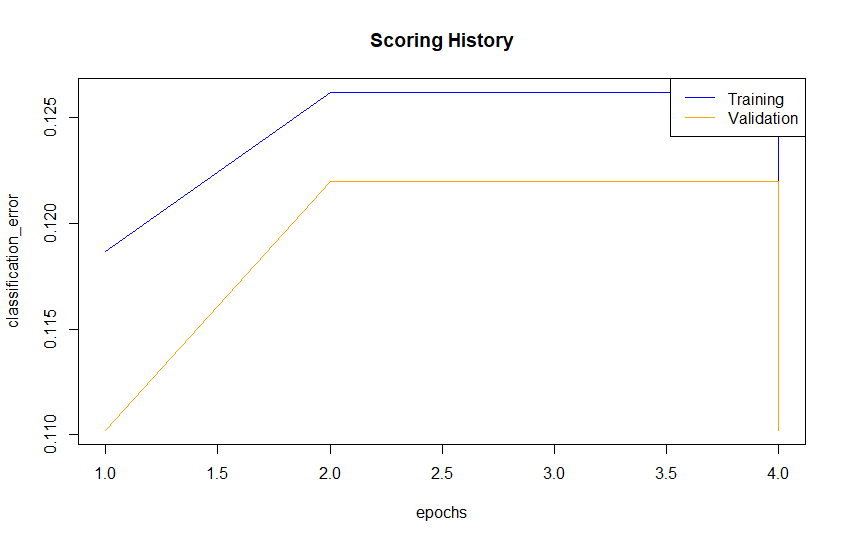 Scoring History
Training
Validation
0.125
0.120
0.115
0.110
classification_error
1.0 1.5 2.0 2.5 3.0 3.5 4.0
epochs